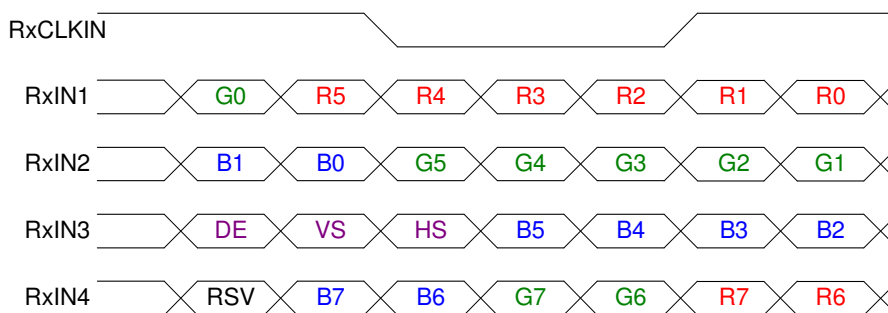 RxCLKIN
RxIN1 G0 R5 R4 R3 R2 R1 R0
RxIN2 B1 B0 G5 G4 G3 G2 G1
RxIN3 DE VS HS B5 B4 B3 B2
RxIN4 RSV B7 B6 G7 G6 R7 R6